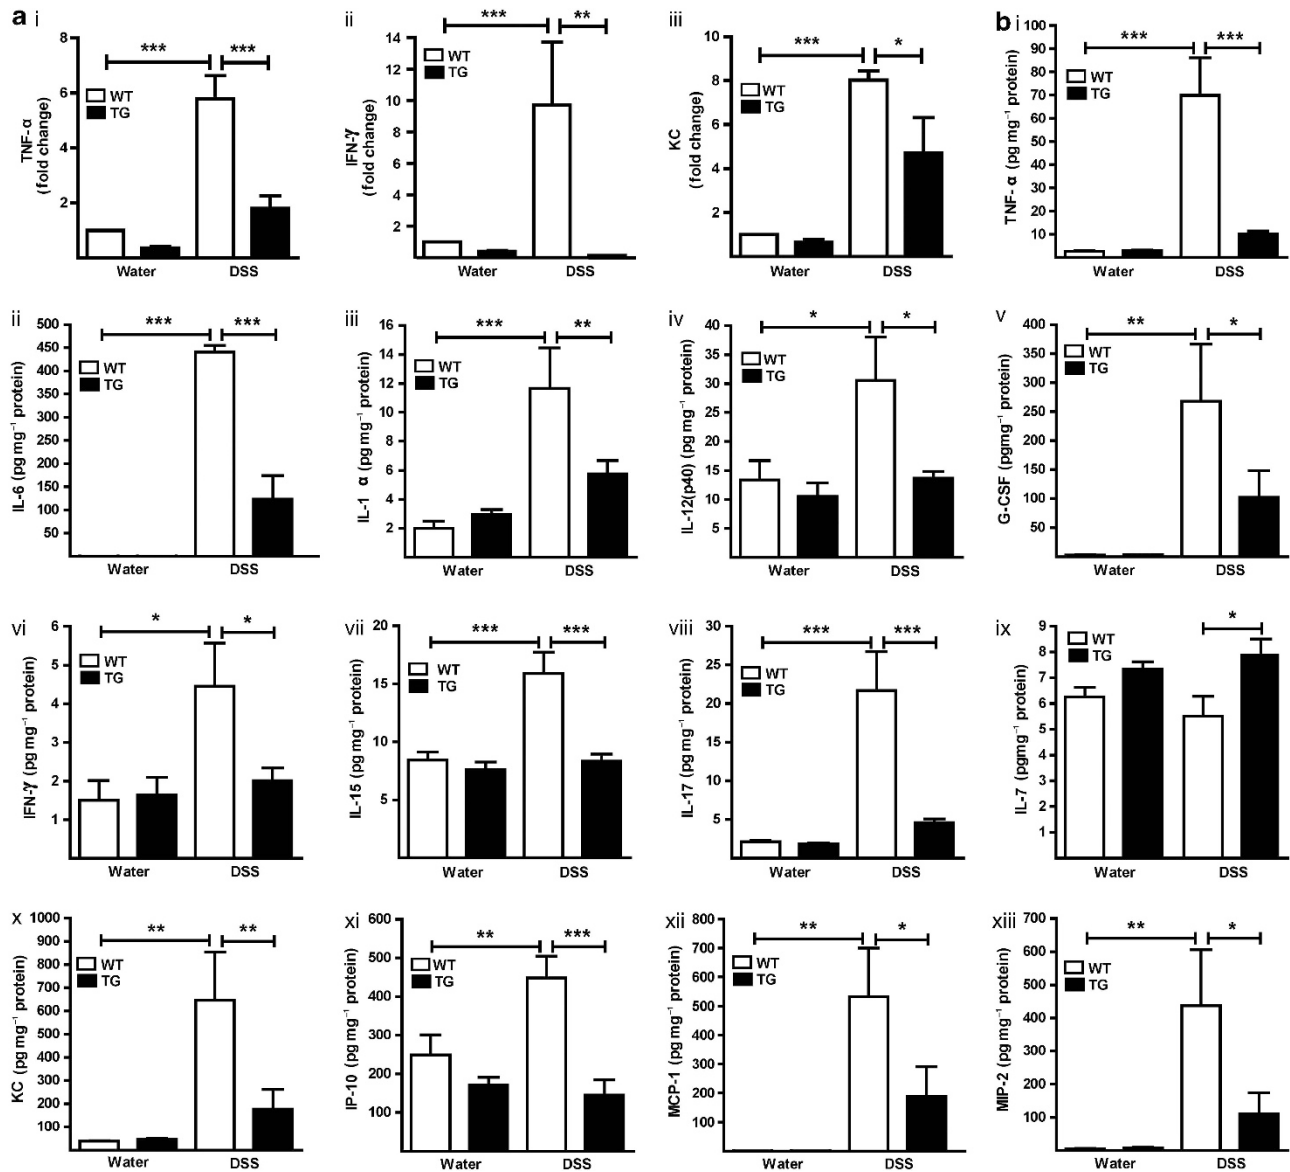 a i
***
***
8
6
4
2
TNF-α
(fold change)
WT
TG
Water
DSS
ii
***
**
14
12
10
8
6
4
2
IFN-γ
(fold change)
WT
TG
Water
DSS
iii
***
*
10
8
6
4
2
KC
(fold change)
WT
TG
Water
DSS
b i
***
***
100
90
80
70
60
50
40
30
20
10
TNF-α (pg mg⁻¹ protein)
WT
TG
Water
DSS
ii
***
***
500
450
400
350
300
250
200
150
100
50
IL-6 (pg mg⁻¹ protein)
WT
TG
Water
DSS
iii
***
**
16
14
12
10
8
6
4
2
IL-1 α (pg mg⁻¹ protein)
WT
TG
Water
DSS
iv
*
*
40
35
30
25
20
15
10
5
IL-12(p40) (pg mg⁻¹ protein)
WT
TG
Water
DSS
v
**
*
400
350
300
250
200
150
100
50
G-CSF (pgmg⁻¹ protein)
WT
TG
Water
DSS
vi
*
*
6
5
4
3
2
1
IFN-γ (pg mg⁻¹ protein)
WT
TG
Water
DSS
vii
***
***
20
15
10
5
IL-15 (pg mg⁻¹ protein)
WT
TG
Water
DSS
viii
***
***
30
25
20
15
10
5
IL-17 (pg mg⁻¹ protein)
WT
TG
Water
DSS
ix
*
9
8
7
6
5
4
3
2
1
IL-7 (pgmg⁻¹ protein)
WT
TG
Water
DSS
x
**
**
1000
900
800
700
600
500
400
300
200
100
KC (pg mg⁻¹ protein)
WT
TG
Water
DSS
xi
**
***
600
500
400
300
200
100
IP-10 (pg mg⁻¹ protein)
WT
TG
Water
DSS
xii
**
*
800
700
600
500
400
300
200
100
MCP-1 (pg mg⁻¹ protein)
WT
TG
Water
DSS
xiii
**
*
700
600
500
400
300
200
100
MIP-2 (pg mg⁻¹ protein)
WT
TG
Water
DSS